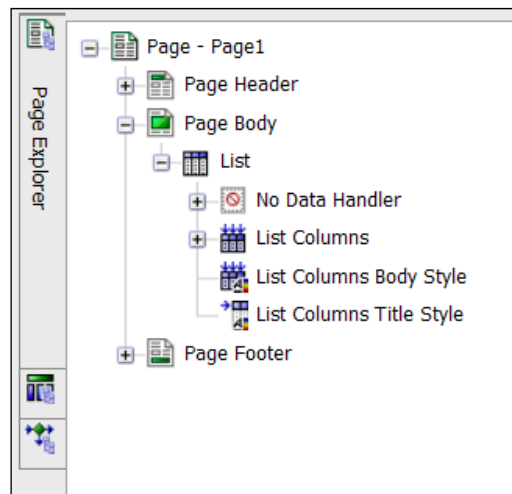 Page Explorer
Page - Page1
Page Header
Page Body
List
No Data Handler
List Columns
List Columns Body Style
List Columns Title Style
Page Footer